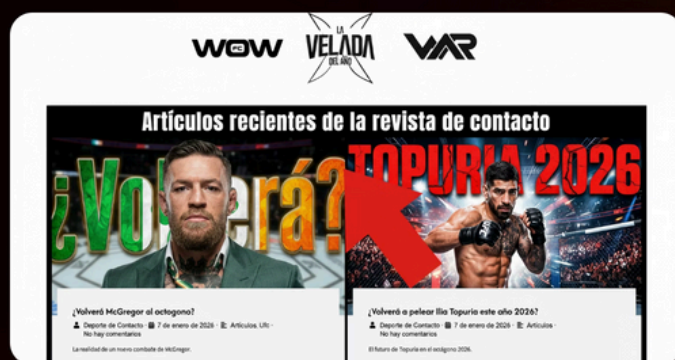 WOW FC
LA
VELADA
DEL AÑO
WAR
Artículos recientes de la revista de contacto
¿Volverá?
TOPURIA 2026
¿Volverá McGregor al octogono?
Deporte de Contacto · 7 de enero de 2026 · Artículos, Ufc ·
No hay comentarios
La realidad de un nuevo combate de McGregor.
¿Volverá a pelear Ilia Topuria este año 2026?
Deporte de Contacto · 7 de enero de 2026 · Artículos ·
No hay comentarios
El futuro de Topuria en el octágono 2026.